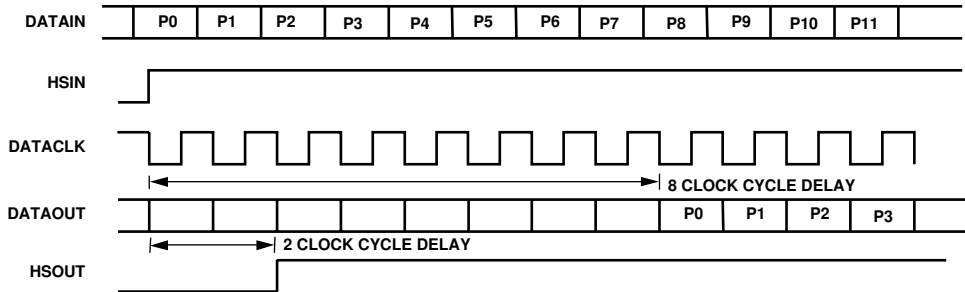 DATAIN P0 P1 P2 P3 P4 P5 P6 P7 P8 P9 P10 P11
HSIN
DATACLK
8 CLOCK CYCLE DELAY
DATAOUT P0 P1 P2 P3
2 CLOCK CYCLE DELAY
HSOUT